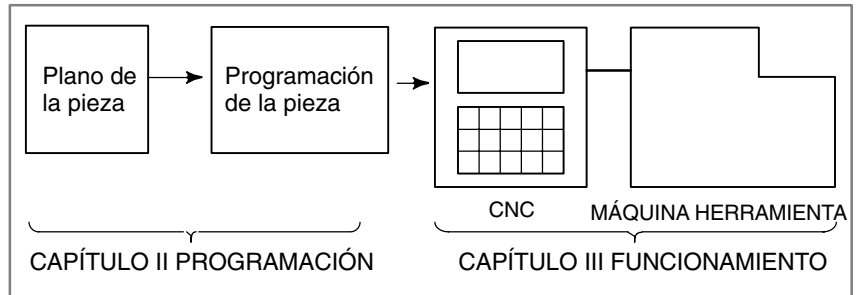 Plano de
la pieza
Programación
de la pieza
CNC
MÁQUINA HERRAMIENTA
CAPÍTULO II PROGRAMACIÓN
CAPÍTULO III FUNCIONAMIENTO